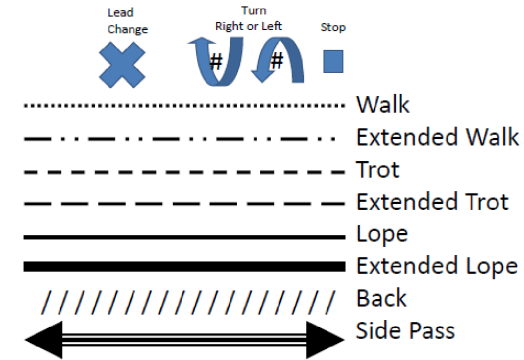 Lead
Change
Turn
Right or Left
Stop
# #
Walk
Extended Walk
Trot
Extended Trot
Lope
Extended Lope
Back
Side Pass